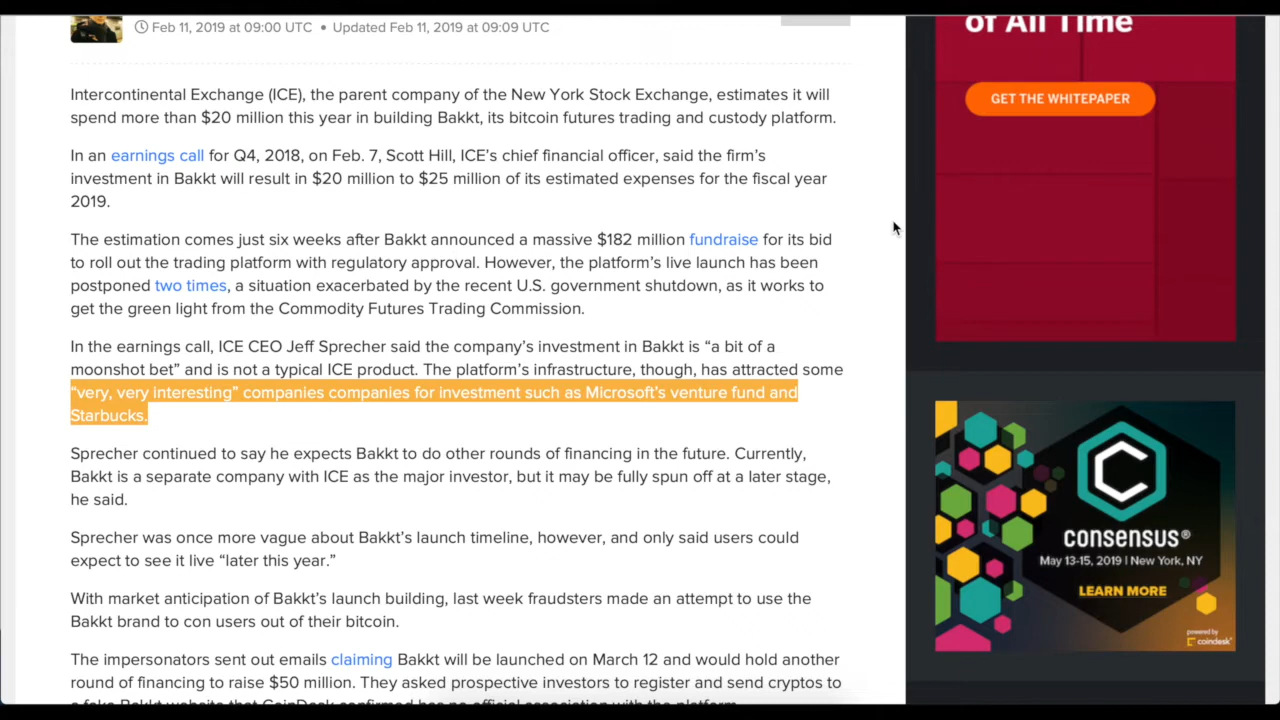 of All Time
Feb 11, 2019 at 09:00 UTC • Updated Feb 11, 2019 at 09:09 UTC
GET THE WHITEPAPER
Intercontinental Exchange (ICE), the parent company of the New York Stock Exchange, estimates it will
spend more than $20 million this year in building Bakkt, its bitcoin futures trading and custody platform.
In an earnings call for Q4, 2018, on Feb. 7, Scott Hill, ICE’s chief financial officer, said the firm’s
investment in Bakkt will result in $20 million to $25 million of its estimated expenses for the fiscal year
2019.
The estimation comes just six weeks after Bakkt announced a massive $182 million fundraise for its bid
to roll out the trading platform with regulatory approval. However, the platform’s live launch has been
postponed two times, a situation exacerbated by the recent U.S. government shutdown, as it works to
get the green light from the Commodity Futures Trading Commission.
In the earnings call, ICE CEO Jeff Sprecher said the company’s investment in Bakkt is “a bit of a
moonshot bet” and is not a typical ICE product. The platform’s infrastructure, though, has attracted some
“very, very interesting” companies companies for investment such as Microsoft’s venture fund and
Starbucks.
Sprecher continued to say he expects Bakkt to do other rounds of financing in the future. Currently,
Bakkt is a separate company with ICE as the major investor, but it may be fully spun off at a later stage,
he said.
Sprecher was once more vague about Bakkt’s launch timeline, however, and only said users could
expect to see it live “later this year.”
With market anticipation of Bakkt’s launch building, last week fraudsters made an attempt to use the
Bakkt brand to con users out of their bitcoin.
The impersonators sent out emails claiming Bakkt will be launched on March 12 and would hold another
round of financing to raise $50 million. They asked prospective investors to register and send cryptos to
a fake Bakkt website that CoinDesk confirmed has no official association with the platform.
consensus®
May 13-15, 2019 | New York, NY
LEARN MORE
powered by
coindesk